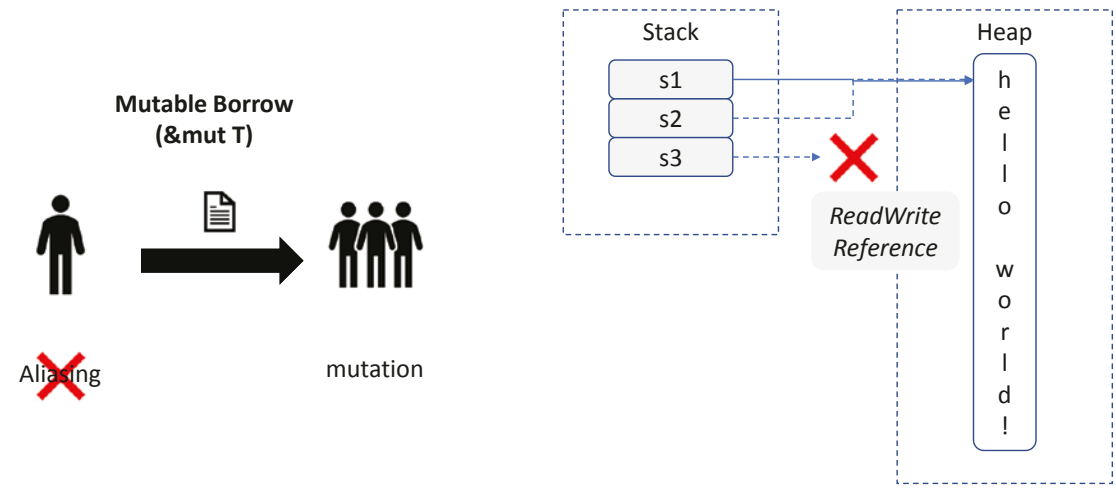 Mutable Borrow
(&mut T)
Aliasing
mutation
Stack
s1
s2
s3
ReadWrite
Reference
Heap
h
e
l
l
o
w
o
r
l
d
!